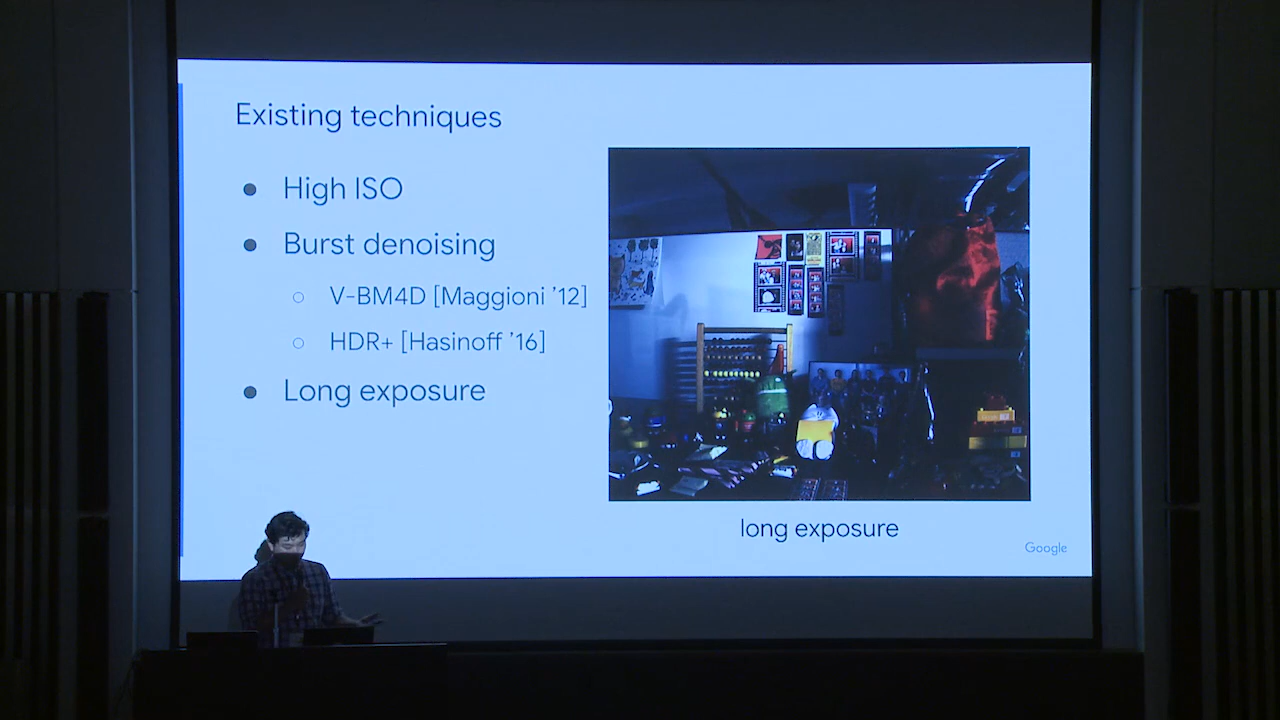 Existing techniques
● High ISO
● Burst denoising
○ V-BM4D [Maggioni ’12]
○ HDR+ [Hasinoff ’16]
● Long exposure
long exposure
Google